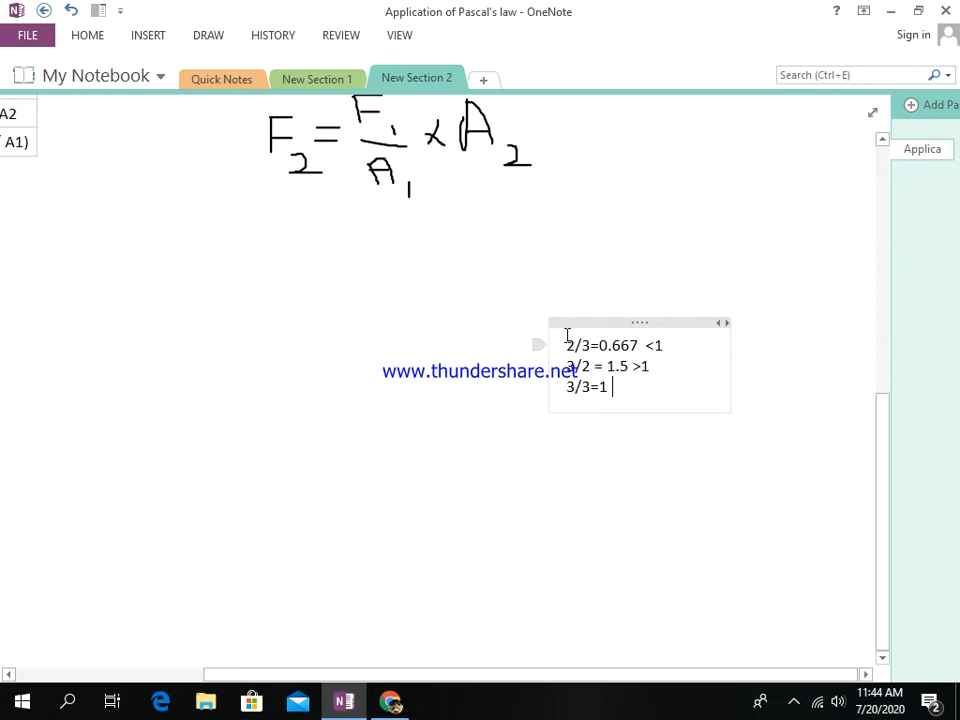 Application of Pascal's law - OneNote
?
FILE HOME INSERT DRAW HISTORY REVIEW VIEW
Sign in
My Notebook
Quick Notes
New Section 1
New Section 2
+
Search (Ctrl+E)
Add Pa
Applica
A2
A1)
F2 = F1/A1 × A2
2/3=0.667 <1
3/2 = 1.5 >1
3/3=1
www.thundershare.net
11:44 AM
7/20/2020
2